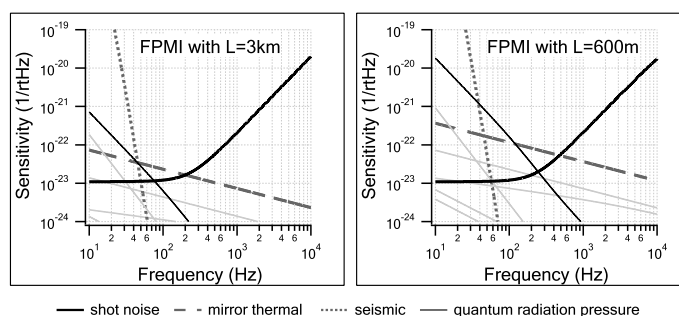 FPMI with L=3km
Sensitivity (1/rtHz)
10^-19
10^-20
10^-21
10^-22
10^-23
10^-24
10^1 2 4 6 10^2 2 4 6 10^3 2 4 6 10^4
Frequency (Hz)
FPMI with L=600m
Sensitivity (1/rtHz)
10^-19
10^-20
10^-21
10^-22
10^-23
10^-24
10^1 2 4 6 10^2 2 4 6 10^3 2 4 6 10^4
Frequency (Hz)
shot noise mirror thermal seismic quantum radiation pressure